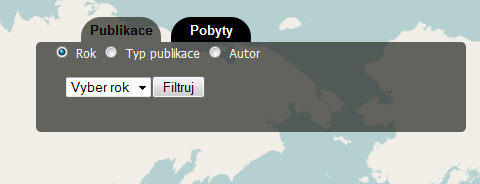 Publikace Pobyty
Rok Typ publikace Autor
Vyber rok Filtruj